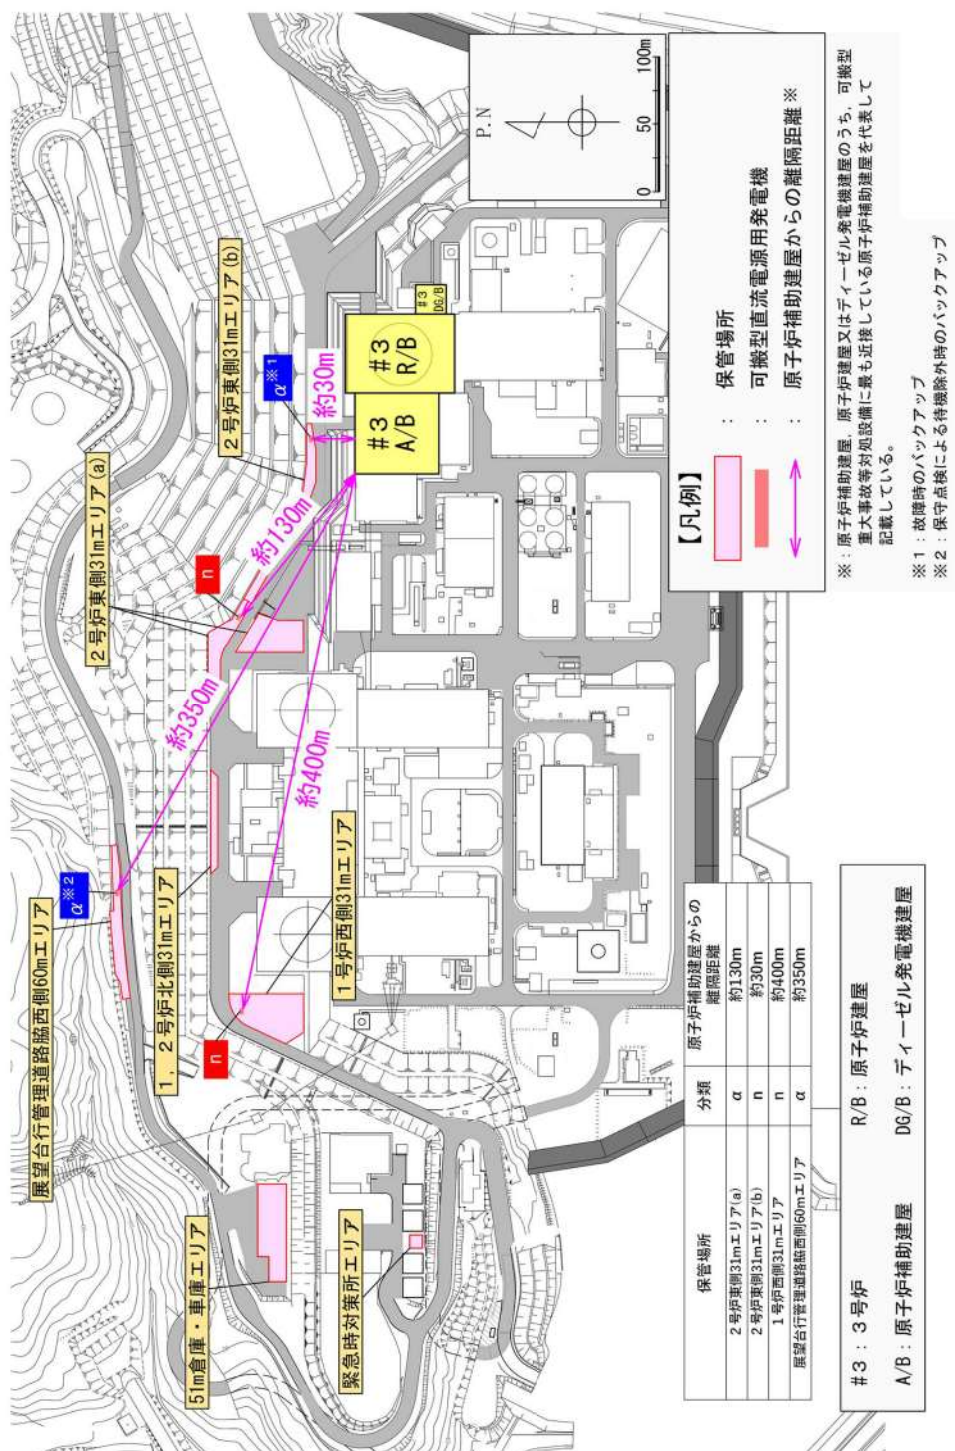 展望台行管理道路脇西側60mエリア
α※2
2号炉東側31mエリア(a)
2号炉東側31mエリア(b)
α※1
n
約30m
約130m
約350m
約400m
1, 2号炉北側31mエリア
n
1号炉西側31mエリア
51m倉庫・車庫エリア
緊急時対策所エリア
#3
A/B
#3
R/B
#3
DG/B
P.N
0 50 100m
【凡例】
: 保管場所
: 可搬型直流電源用発電機
: 原子炉補助建屋からの離隔距離※
※:原子炉補助建屋,原子炉建屋又はディーゼル発電機建屋のうち,可搬型
重大事故等対処設備に最も近接している原子炉補助建屋を代表して
記載している。
※1:故障時のバックアップ
※2:保守点検による待機除外時のバックアップ
保管場所 分類 原子炉補助建屋からの
離隔距離
2号炉東側31mエリア(a) α 約130m
2号炉東側31mエリア(b) n 約30m
1号炉西側31mエリア n 約400m
展望台行管理道路脇西側60mエリア α 約350m
#3:3号炉 R/B:原子炉建屋
A/B:原子炉補助建屋 DG/B:ディーゼル発電機建屋